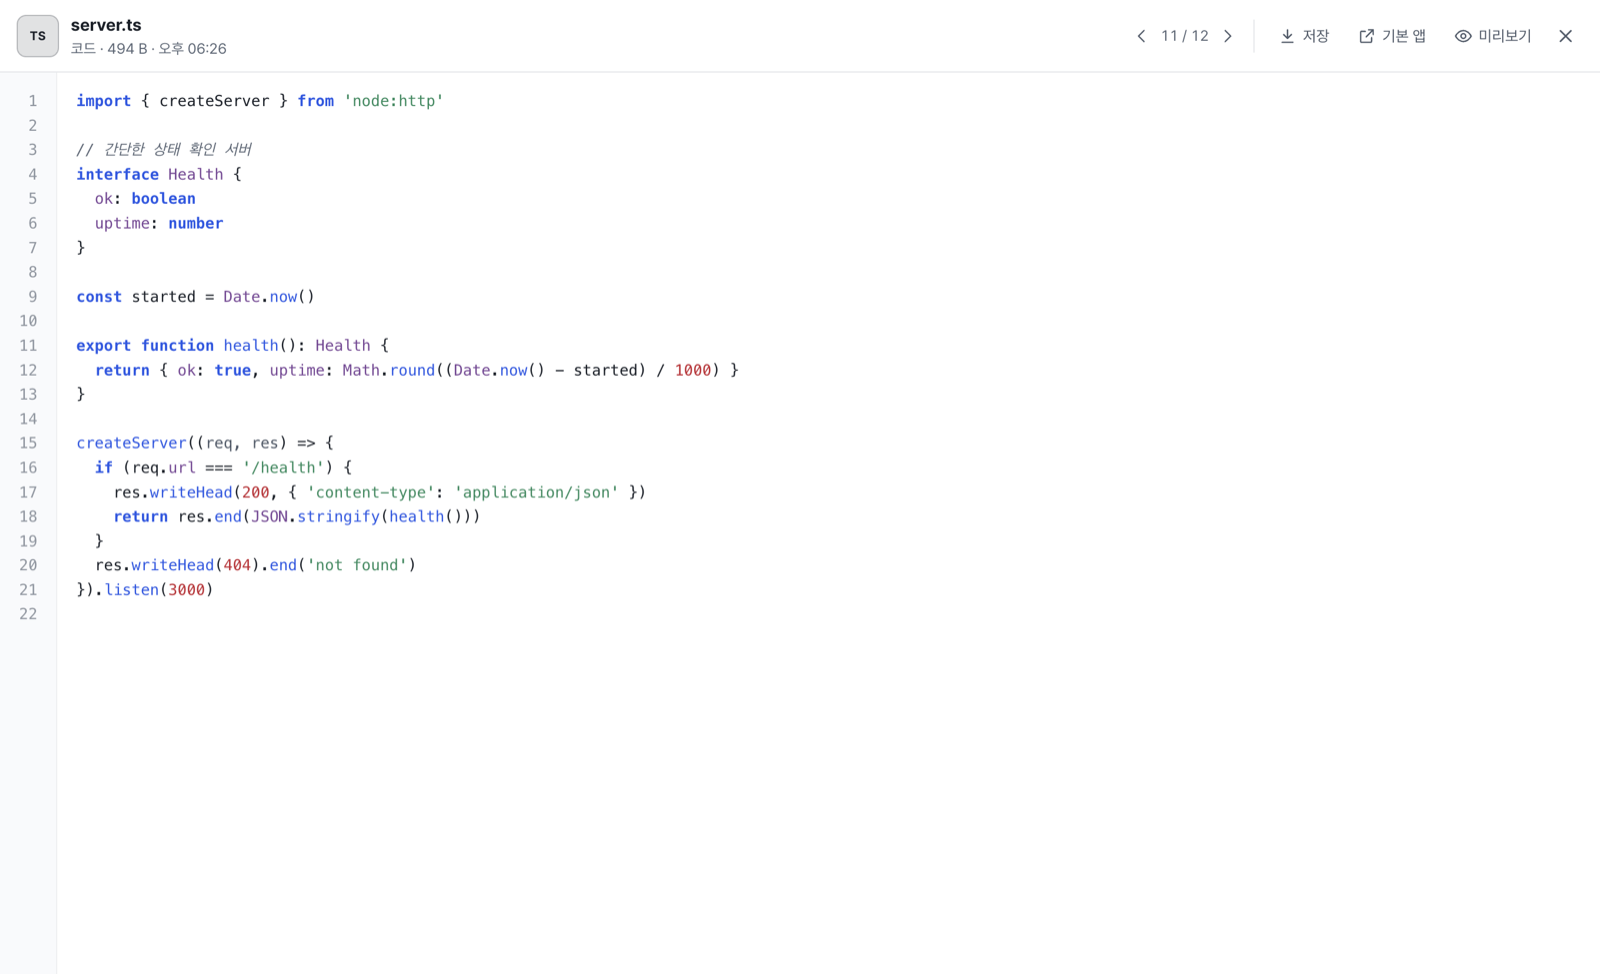 TS
server.ts
코드 · 494 B · 오후 06:26
11 / 12
저장
기본 앱
미리보기
1 import { createServer } from 'node:http'
2
3 // 간단한 상태 확인 서버
4 interface Health {
5   ok: boolean
6   uptime: number
7 }
8
9 const started = Date.now()
10
11 export function health(): Health {
12   return { ok: true, uptime: Math.round((Date.now() - started) / 1000) }
13 }
14
15 createServer((req, res) => {
16   if (req.url === '/health') {
17     res.writeHead(200, { 'content-type': 'application/json' })
18     return res.end(JSON.stringify(health()))
19   }
20   res.writeHead(404).end('not found')
21 }).listen(3000)
22